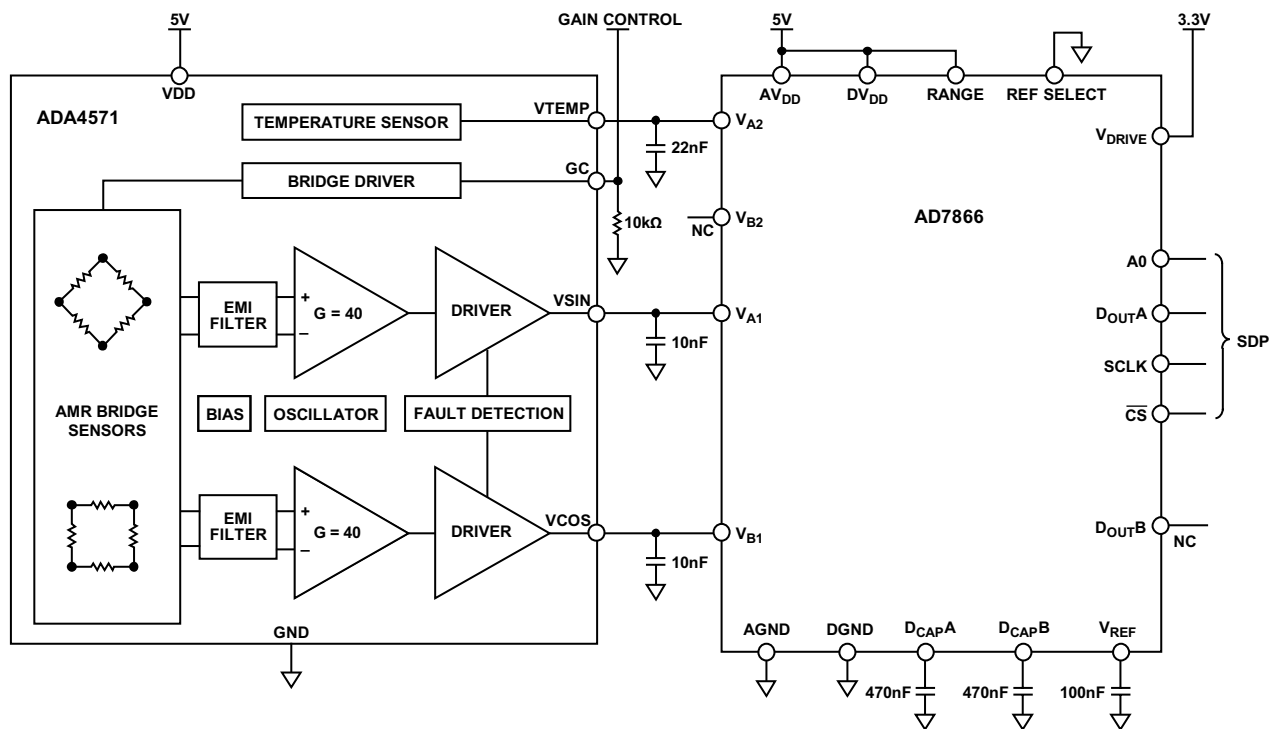 5V
GAIN CONTROL
5V
3.3V
VDD
ADA4571
AVDD
DVDD
RANGE
REF SELECT
VTEMP
TEMPERATURE SENSOR
VA2
VDRIVE
22nF
GC
BRIDGE DRIVER
10kΩ
NC
VB2
AD7866
A0
EMI
FILTER
+
–
G = 40
DRIVER
VSIN
VA1
DOUTA
10nF
SDP
SCLK
AMR BRIDGE
SENSORS
BIAS
OSCILLATOR
FAULT DETECTION
CS
EMI
FILTER
+
–
G = 40
DRIVER
VCOS
VB1
DOUTB
NC
10nF
GND
AGND
DGND
DCAPA
DCAPB
VREF
470nF
470nF
100nF